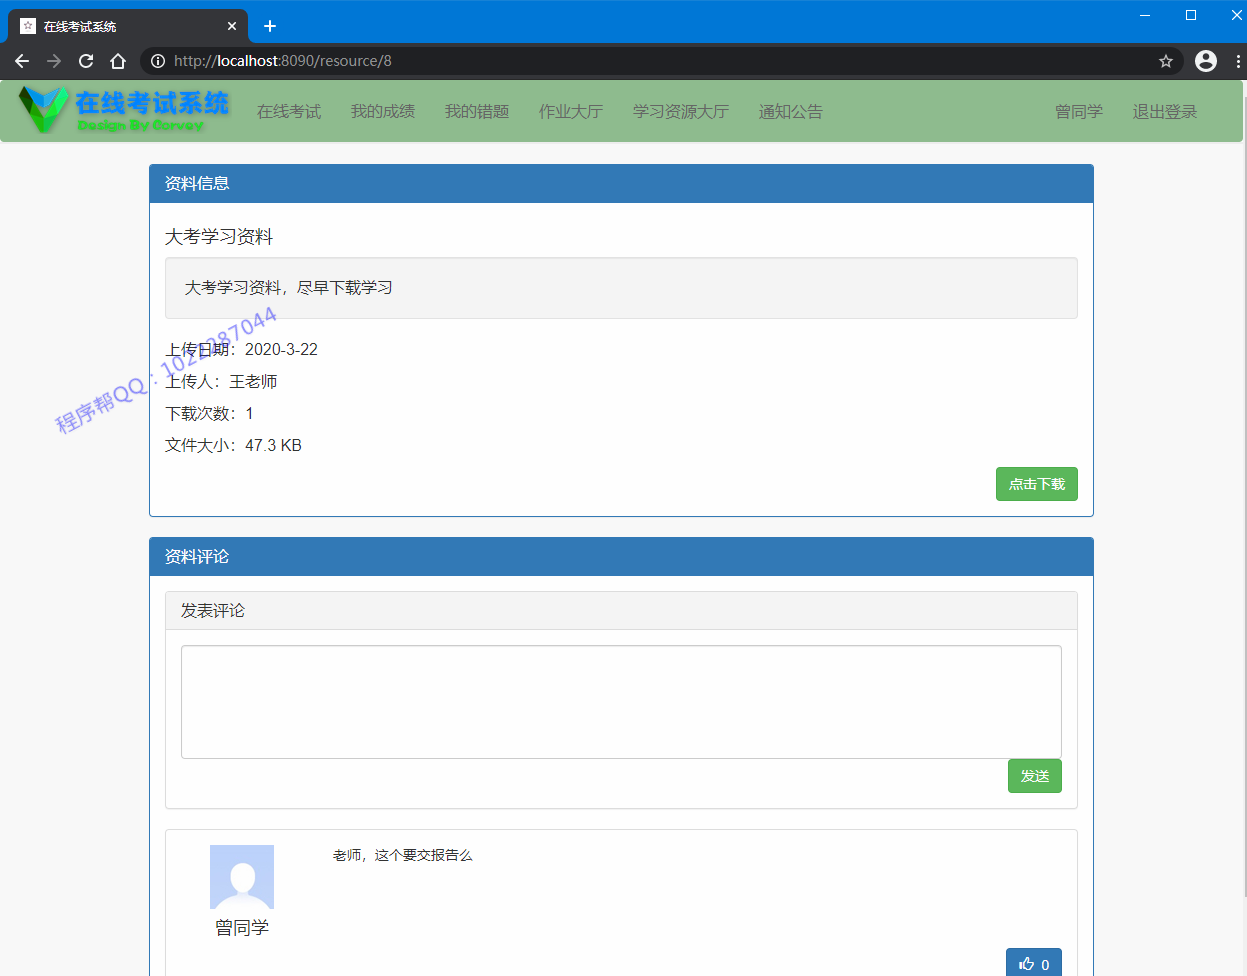 在线考试系统
http://localhost:8090/resource/8
在线考试系统
Design By Corvey
在线考试 我的成绩 我的错题 作业大厅 学习资源大厅 通知公告 曾同学 退出登录
资料信息
大考学习资料
大考学习资料，尽早下载学习
上传日期：2020-3-22
上传人：王老师
下载次数：1
文件大小：47.3 KB
程序帮QQ：1022287044
点击下载
资料评论
发表评论
发送
老师，这个要交报告么
曾同学
0